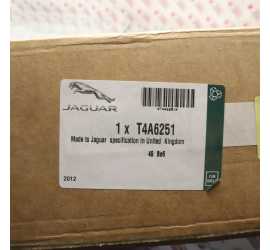 JAGUAR
1 x T4A6251
Made to Jaguar specification in United Kingdom
2012